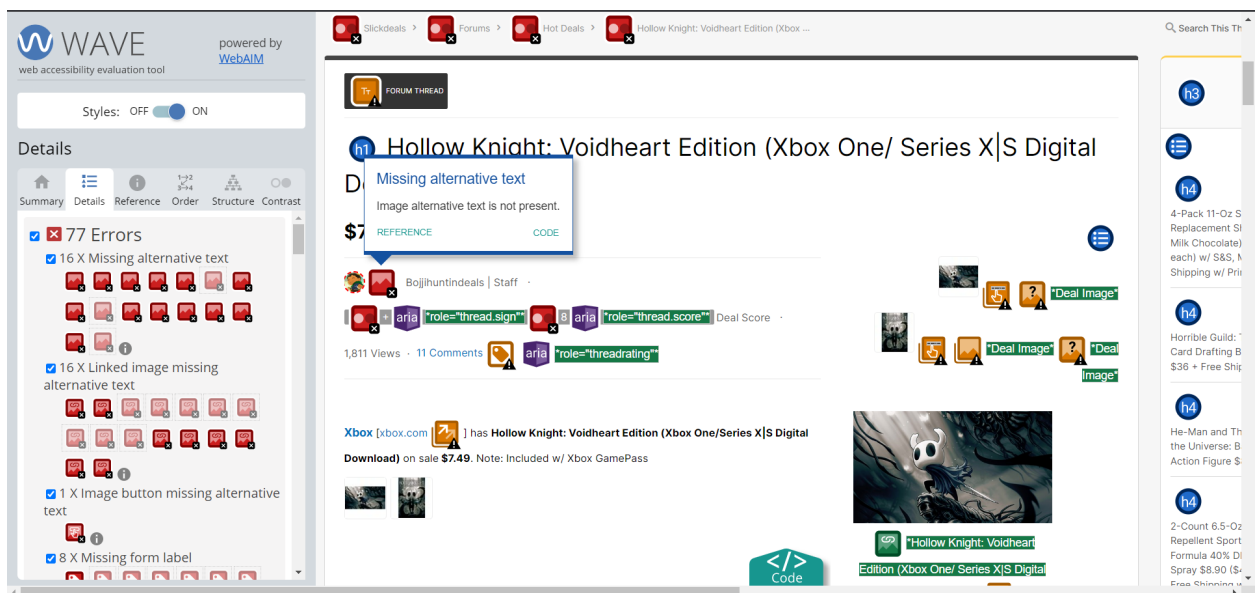 WAVE
powered by
WebAIM
web accessibility evaluation tool
Styles: OFF ON
Details
Summary Details Reference Order Structure Contrast
77 Errors
16 X Missing alternative text
16 X Linked image missing
alternative text
1 X Image button missing alternative
text
8 X Missing form label
Slickdeals > Forums > Hot Deals > Hollow Knight: Voidheart Edition (Xbox ...
FORUM THREAD
h1 Hollow Knight: Voidheart Edition (Xbox One/ Series X|S Digital
D
Missing alternative text
Image alternative text is not present.
REFERENCE CODE
$7
Bojjihuntindeals | Staff ·
+ aria *role="thread.sign"* 8 aria *role="thread.score"* Deal Score ·
1,811 Views · 11 Comments aria *role="threadrating"*
*Deal Image*
*Deal Image* *Deal
Image*
Xbox [xbox.com ] has Hollow Knight: Voidheart Edition (Xbox One/Series X|S Digital
Download) on sale $7.49. Note: Included w/ Xbox GamePass
*Hollow Knight: Voidheart
Edition (Xbox One/ Series X|S Digital
</>
Code
Search This Th
h3
h4
4-Pack 11-Oz S
Replacement Sh
Milk Chocolate)
each) w/ S&S, M
Shipping w/ Pri
h4
Horrible Guild:
Card Drafting B
$36 + Free Ship
h4
He-Man and Th
the Universe: B
Action Figure $
h4
2-Count 6.5-Oz
Repellent Sport
Formula 40% D
Spray $8.90 ($4
Free Shipping w